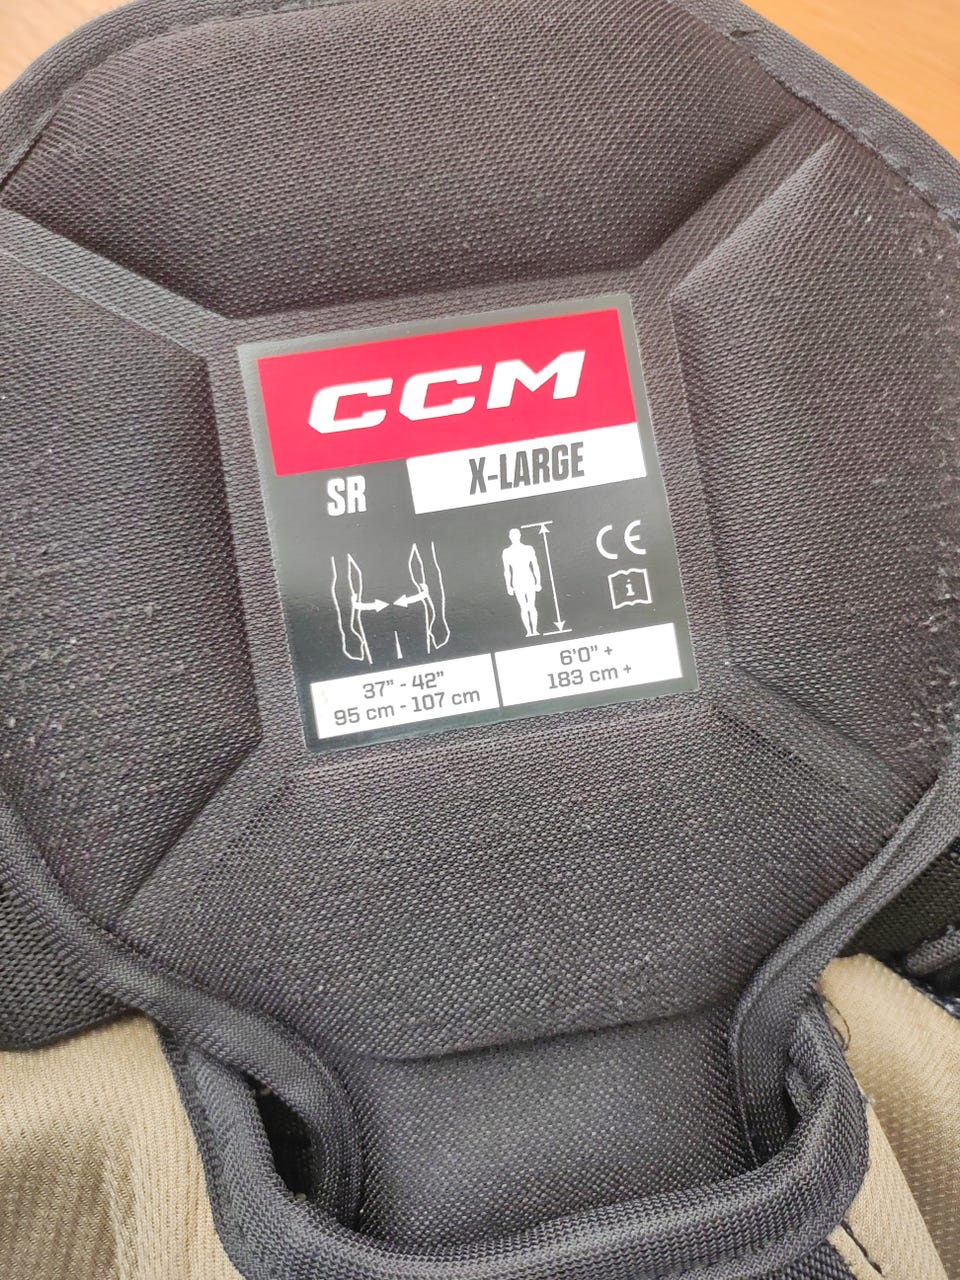 CCM
SR
X-LARGE
CE
i
37” - 42”
95 cm - 107 cm
6’0” +
183 cm +